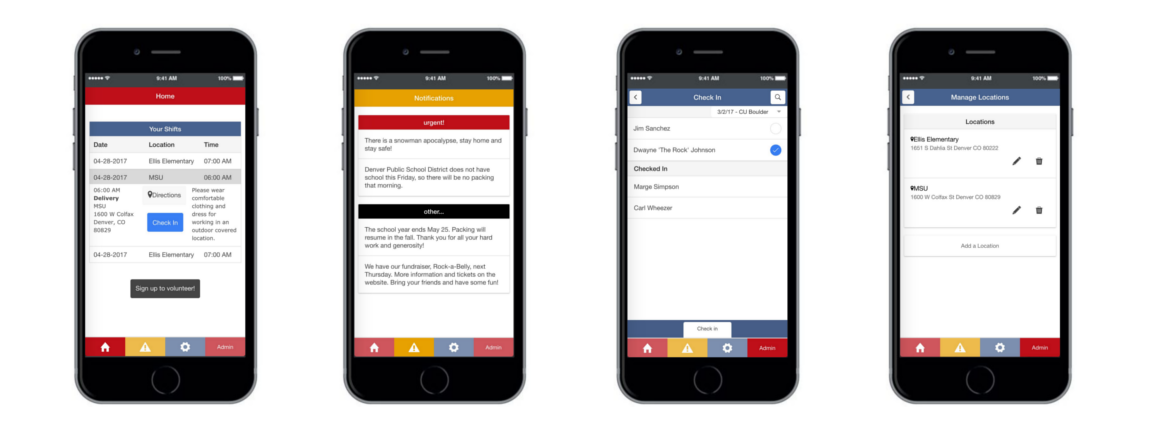 9:41 AM 100%
Home
Your Shifts
Date Location Time
04-28-2017 Ellis Elementary 07:00 AM
04-28-2017 MSU 06:00 AM
06:00 AM
Delivery
MSU
1600 W Colfax
Denver, CO
80829
Directions
Check In
Please wear
comfortable
clothing and
dress for
working in an
outdoor covered
location.
04-28-2017 Ellis Elementary 07:00 AM
Sign up to volunteer!
Admin
9:41 AM 100%
Notifications
urgent!
There is a snowman apocalypse, stay home and
stay safe!
Denver Public School District does not have
school this Friday, so there will be no packing
that morning.
other...
The school year ends May 25. Packing will
resume in the fall. Thank you for all your hard
work and generosity!
We have our fundraiser, Rock-a-Belly, next
Thursday. More information and tickets on the
website. Bring your friends and have some fun!
Admin
9:41 AM 100%
Check In
3/2/17 - CU Boulder
Jim Sanchez
Dwayne 'The Rock' Johnson
Checked In
Marge Simpson
Carl Wheezer
Check in
Admin
9:41 AM 100%
Manage Locations
Locations
Ellis Elementary
1651 S Dahlia St Denver CO 80222
MSU
1600 W Colfax St Denver CO 80829
Add a Location
Admin